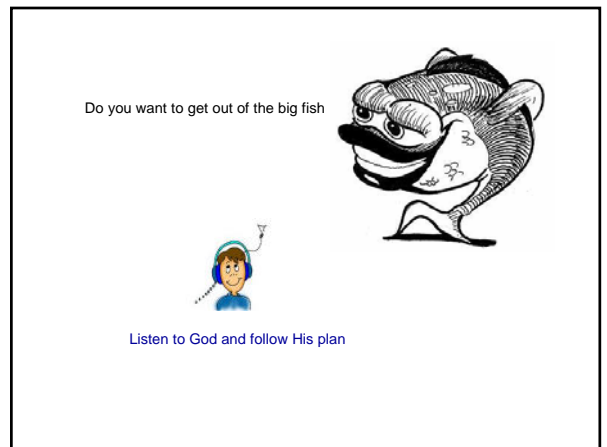 Do you want to get out of the big fish
Listen to God and follow His plan